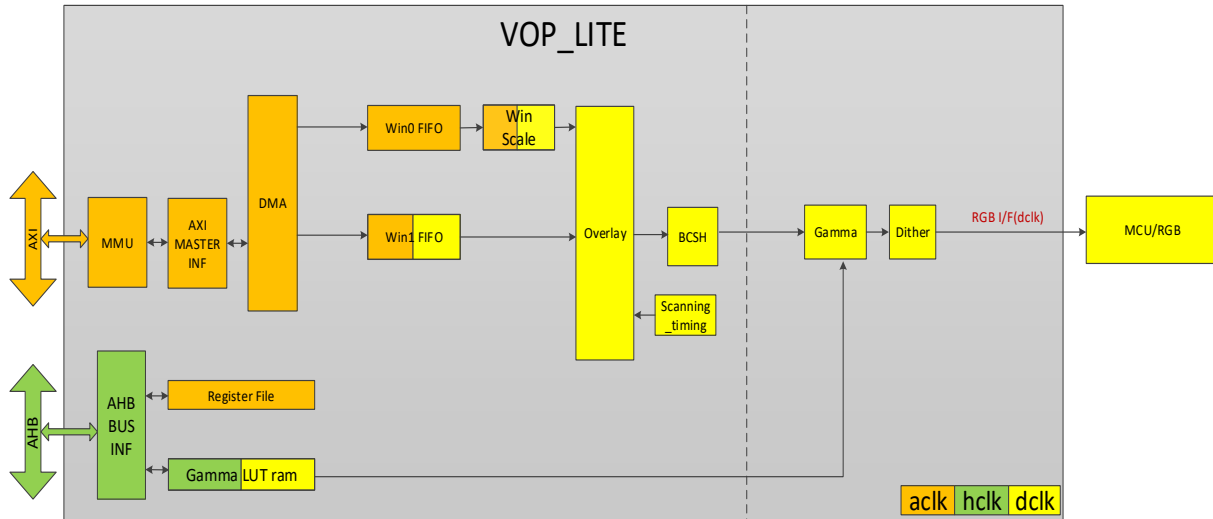 VOP_LITE
Win0 FIFO
Win
Scale
DMA
AXI
MMU
AXI
MASTER
INF
Win1 FIFO
Overlay
BCSH
Gamma
Dither
RGB I/F(dclk)
MCU/RGB
Scanning
_timing
AHB
AHB
BUS
INF
Register File
Gamma LUT ram
aclk
hclk
dclk